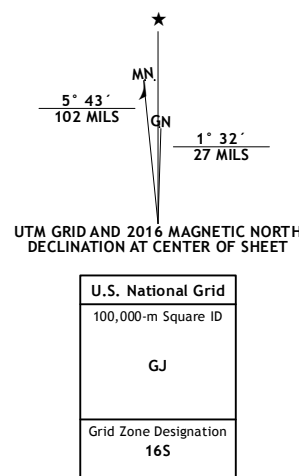 ★
MN.
5° 43´
102 MILS
GN
1° 32´
27 MILS
UTM GRID AND 2016 MAGNETIC NORTH
DECLINATION AT CENTER OF SHEET
U.S. National Grid
100,000-m Square ID
GJ
Grid Zone Designation
16S